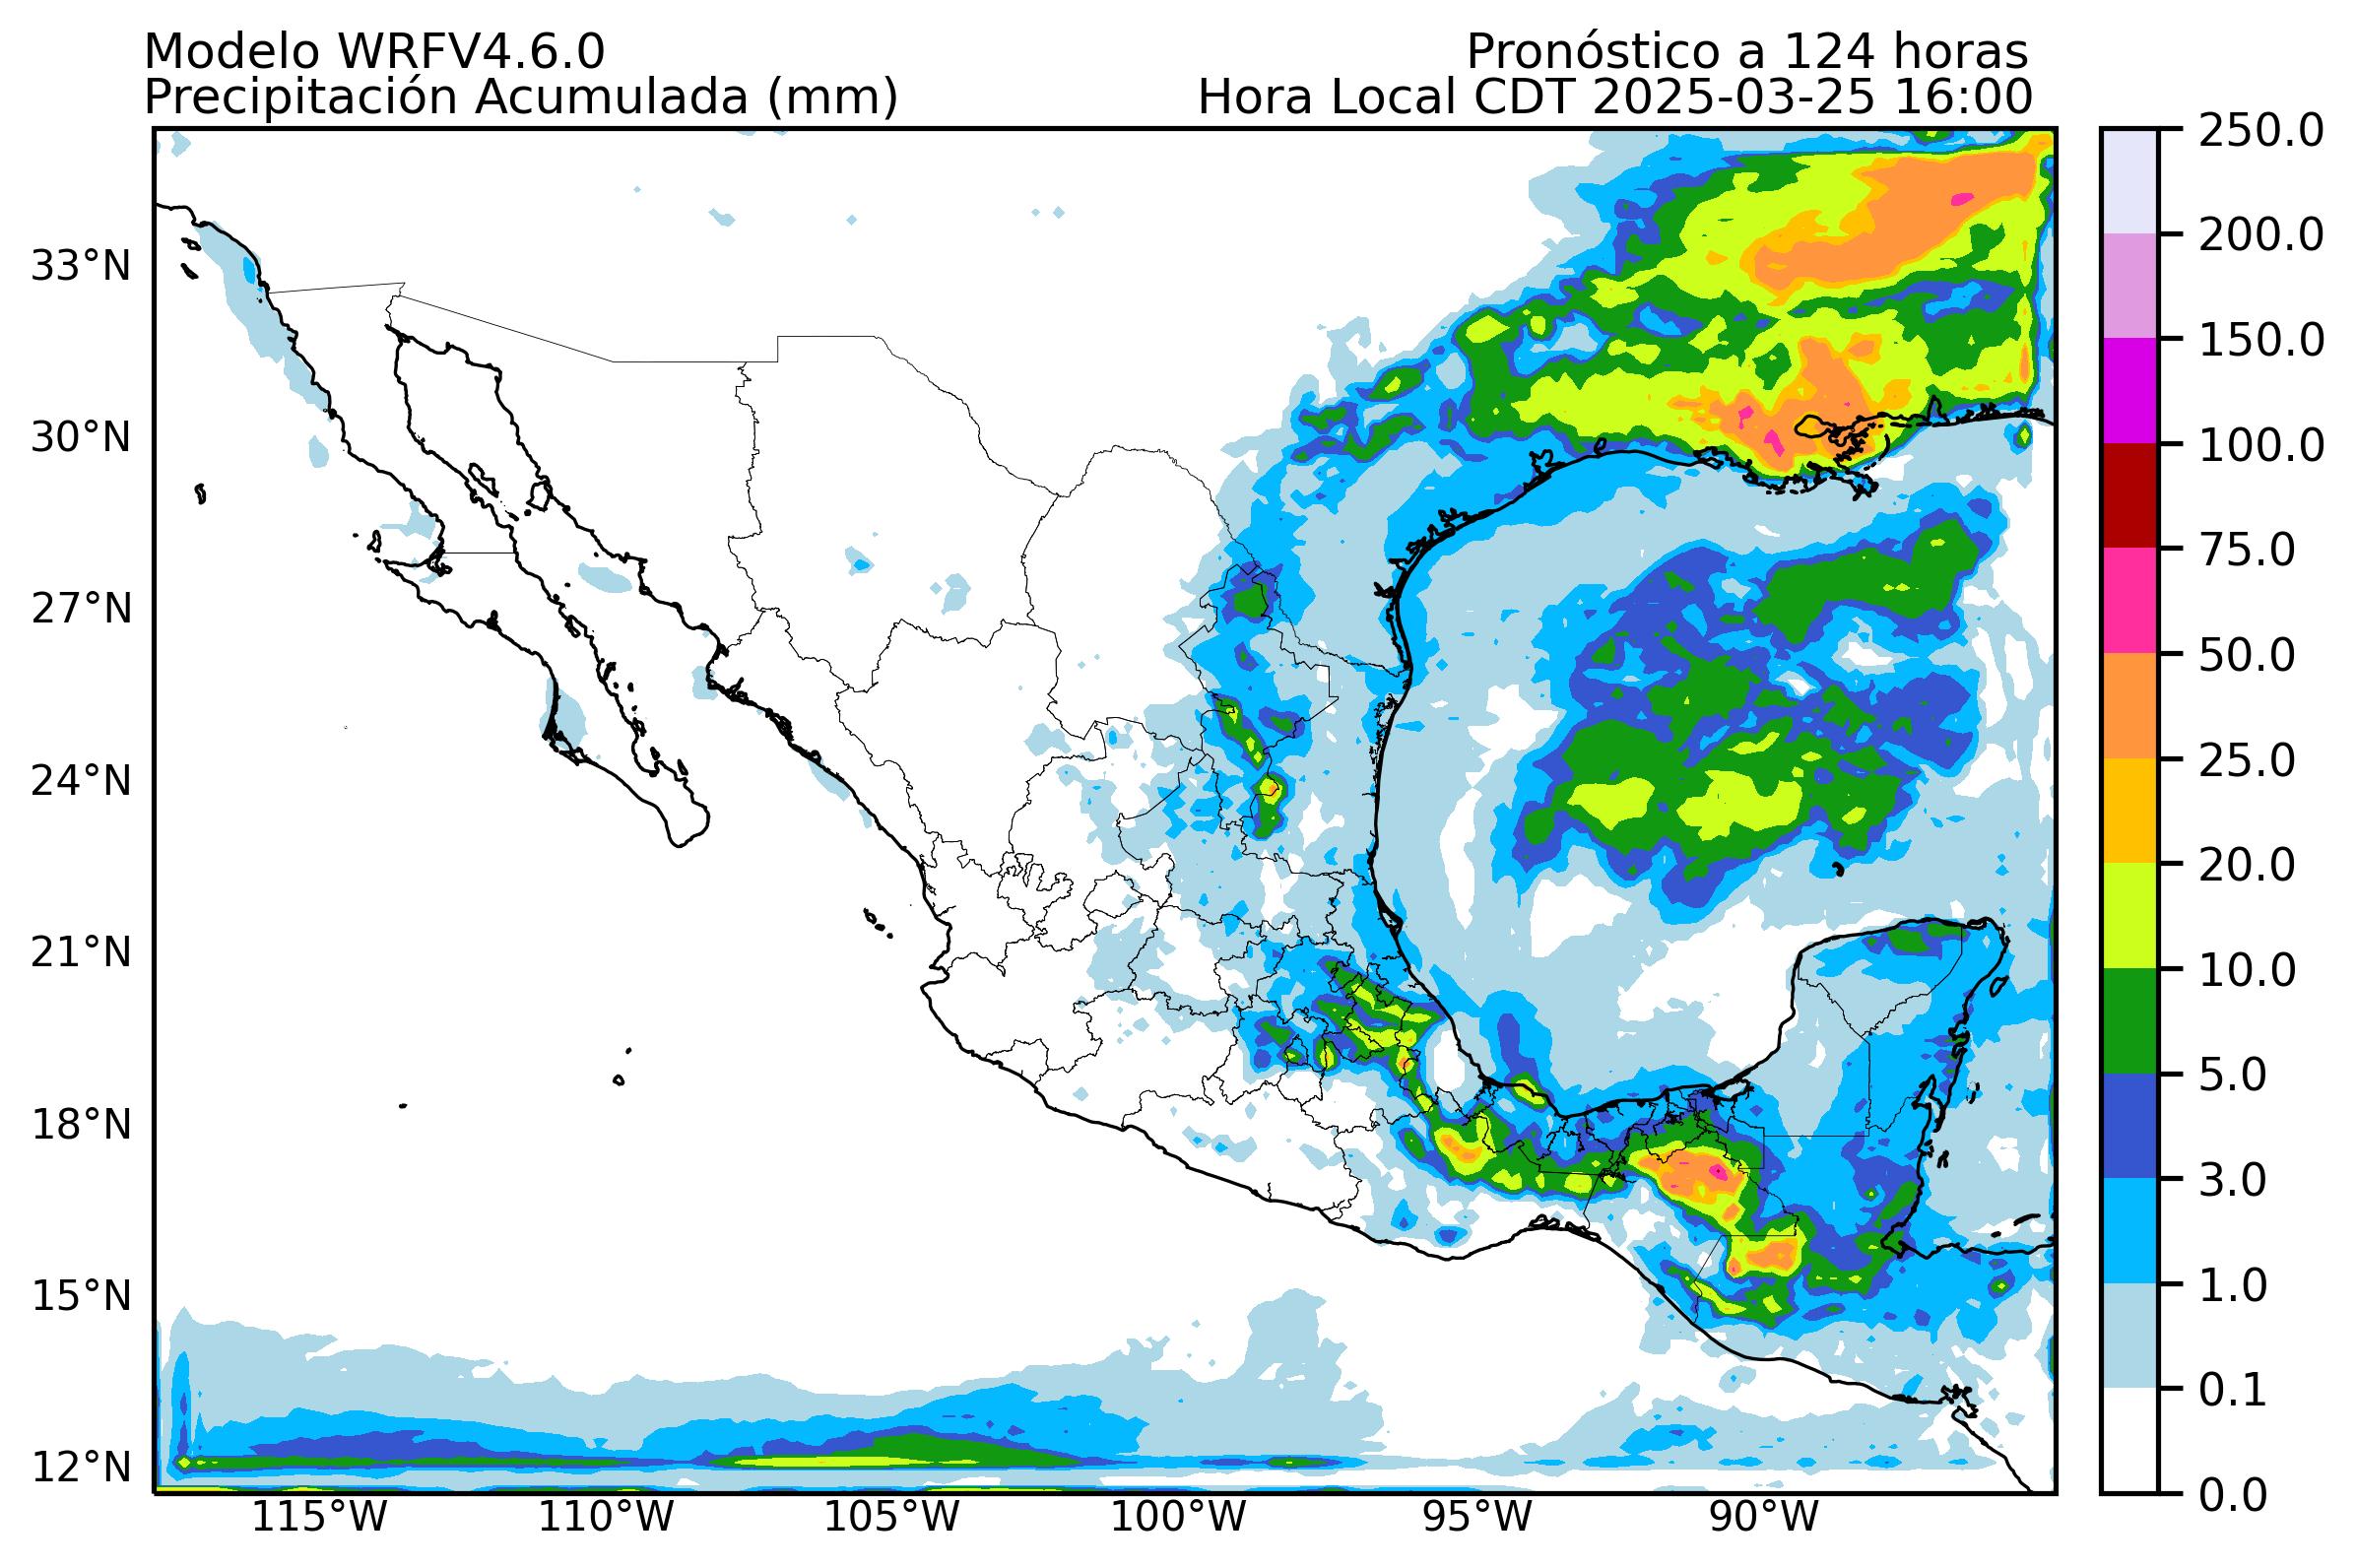 Modelo WRFV4.6.0
Pronóstico a 124 horas
Precipitación Acumulada (mm)
Hora Local CDT 2025-03-25 16:00
250.0
200.0
150.0
100.0
75.0
50.0
25.0
20.0
10.0
5.0
3.0
1.0
0.1
0.0
33°N
30°N
27°N
24°N
21°N
18°N
15°N
12°N
115°W
110°W
105°W
100°W
95°W
90°W